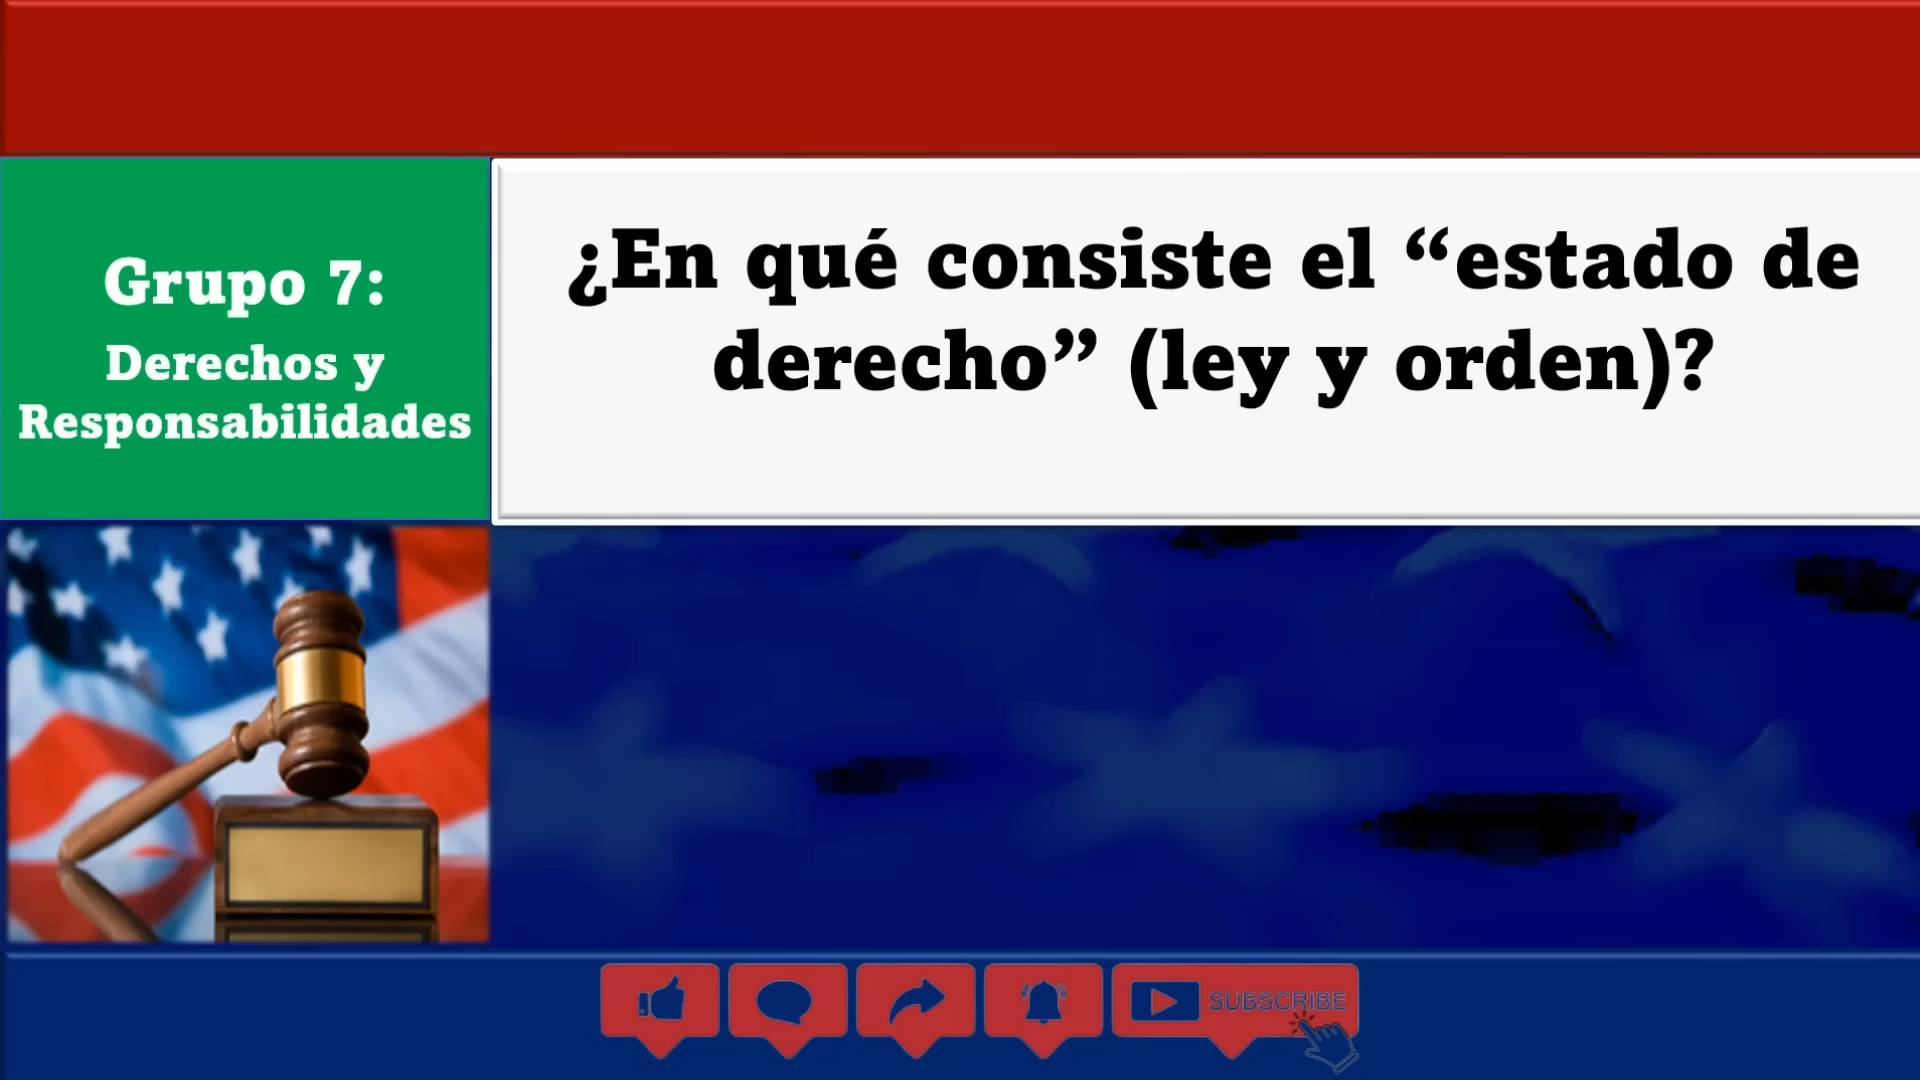 Grupo 7:
Derechos y
Responsabilidades
¿En qué consiste el “estado de
derecho” (ley y orden)?
SUBSCRIBE